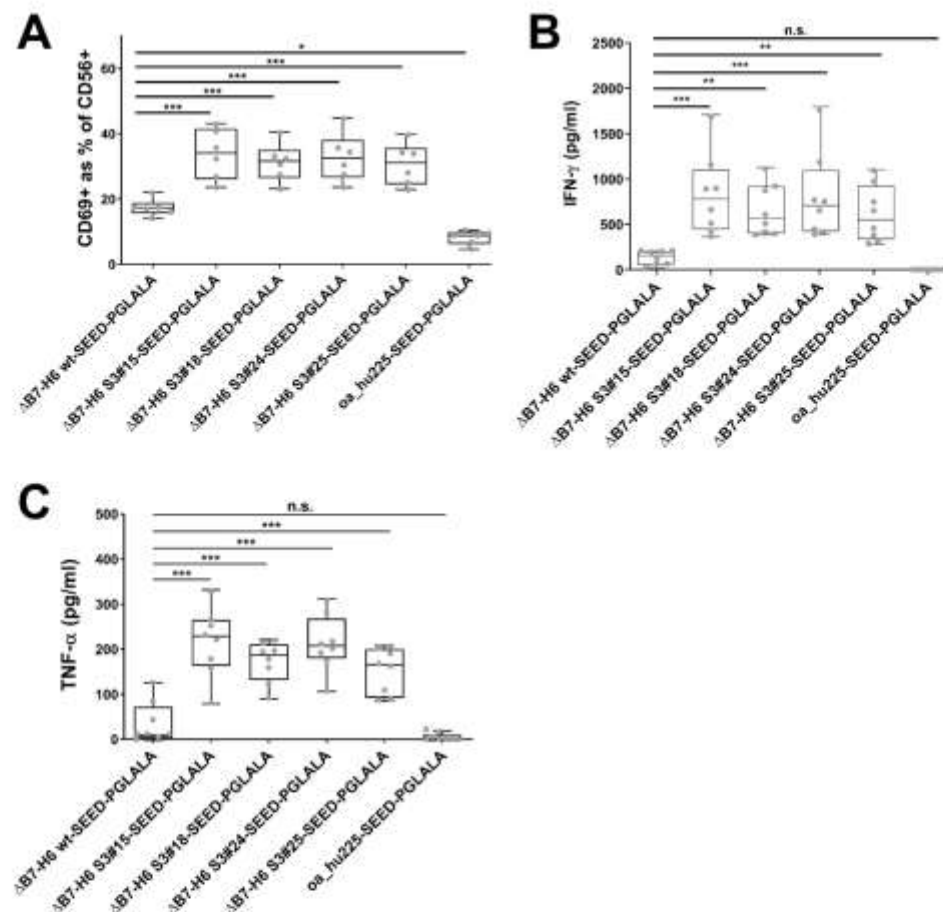 A
CD69+ as % of CD56+
60
40
20
0
*
***
***
***
***
ΔB7-H6 wt-SEED-PGLALA
ΔB7-H6 S3#15-SEED-PGLALA
ΔB7-H6 S3#18-SEED-PGLALA
ΔB7-H6 S3#24-SEED-PGLALA
ΔB7-H6 S3#25-SEED-PGLALA
oa_hu225-SEED-PGLALA
B
IFN-γ (pg/ml)
2500
2000
1500
1000
500
0
n.s.
**
***
**
***
ΔB7-H6 wt-SEED-PGLALA
ΔB7-H6 S3#15-SEED-PGLALA
ΔB7-H6 S3#18-SEED-PGLALA
ΔB7-H6 S3#24-SEED-PGLALA
ΔB7-H6 S3#25-SEED-PGLALA
oa_hu225-SEED-PGLALA
C
TNF-α (pg/ml)
500
400
300
200
100
0
n.s.
***
***
***
***
ΔB7-H6 wt-SEED-PGLALA
ΔB7-H6 S3#15-SEED-PGLALA
ΔB7-H6 S3#18-SEED-PGLALA
ΔB7-H6 S3#24-SEED-PGLALA
ΔB7-H6 S3#25-SEED-PGLALA
oa_hu225-SEED-PGLALA